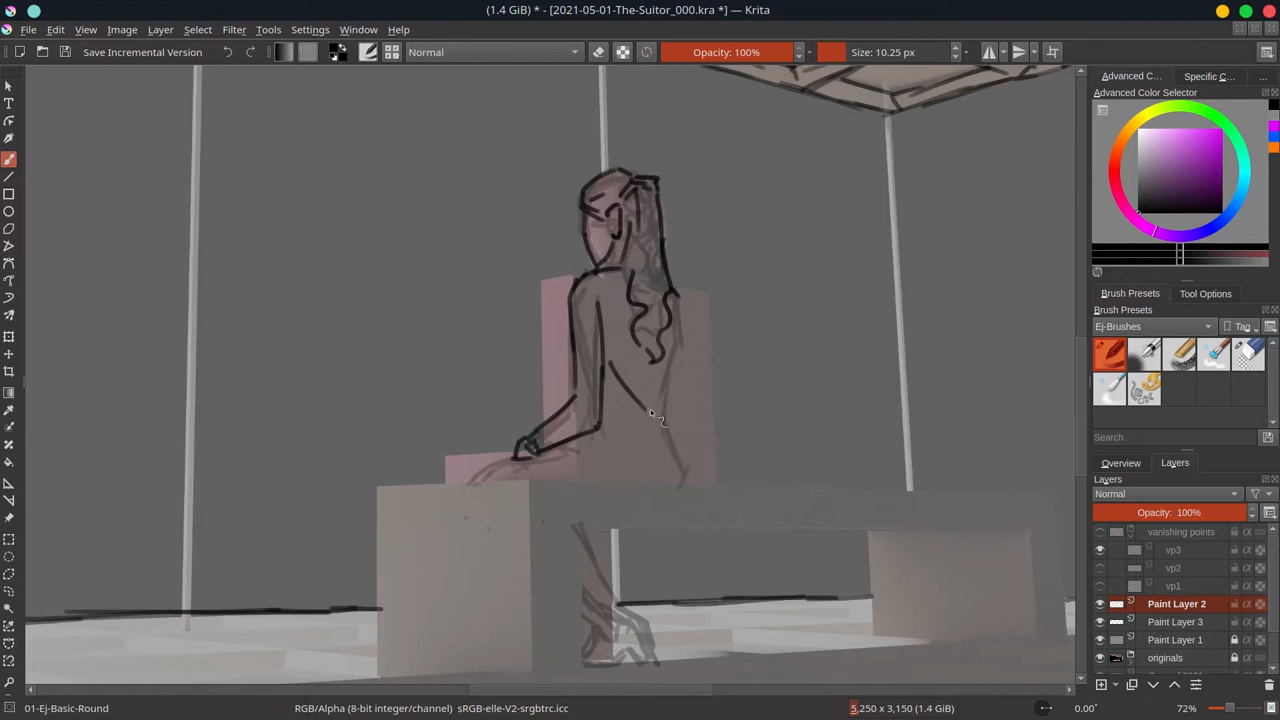 (1.4 GiB) * - [2021-05-01-The-Suitor_000.kra *] — Krita
File Edit View Image Layer Select Filter Tools Settings Window Help
Save Incremental Version Normal Opacity: 100% Size: 10.25 px
Advanced C... Specific C... ...
Advanced Color Selector
Brush Presets Tool Options
Brush Presets
Ej-Brushes Tag
Search
Overview Layers
Layers
Normal
Opacity: 100%
vanishing points
vp3
vp2
vp1
Paint Layer 2
Paint Layer 3
Paint Layer 1
originals
01-Ej-Basic-Round RGB/Alpha (8-bit integer/channel) sRGB-elle-V2-srgbtrc.icc 5,250 x 3,150 (1.4 GiB) 0.00° 72%